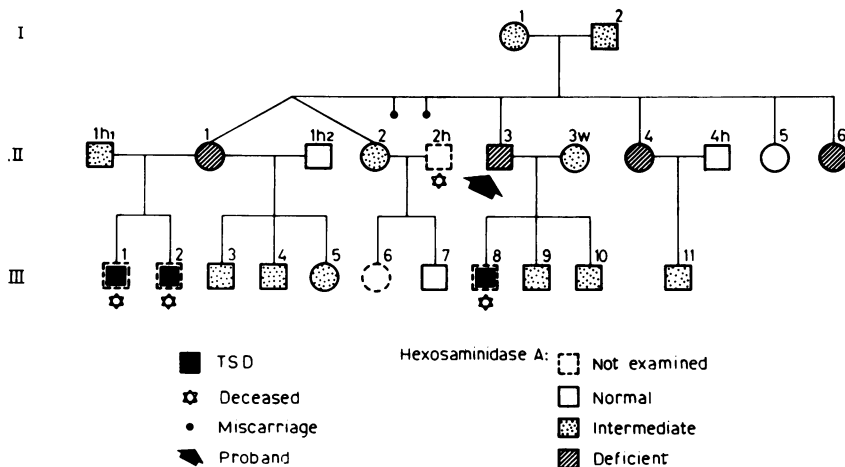 I
1
2
II
1h1
1
1h2
2
2h
3
3w
4
4h
5
6
III
1
2
3
4
5
6
7
8
9
10
11
TSD
Deceased
Miscarriage
Proband
Hexosaminidase A:
Not examined
Normal
Intermediate
Deficient